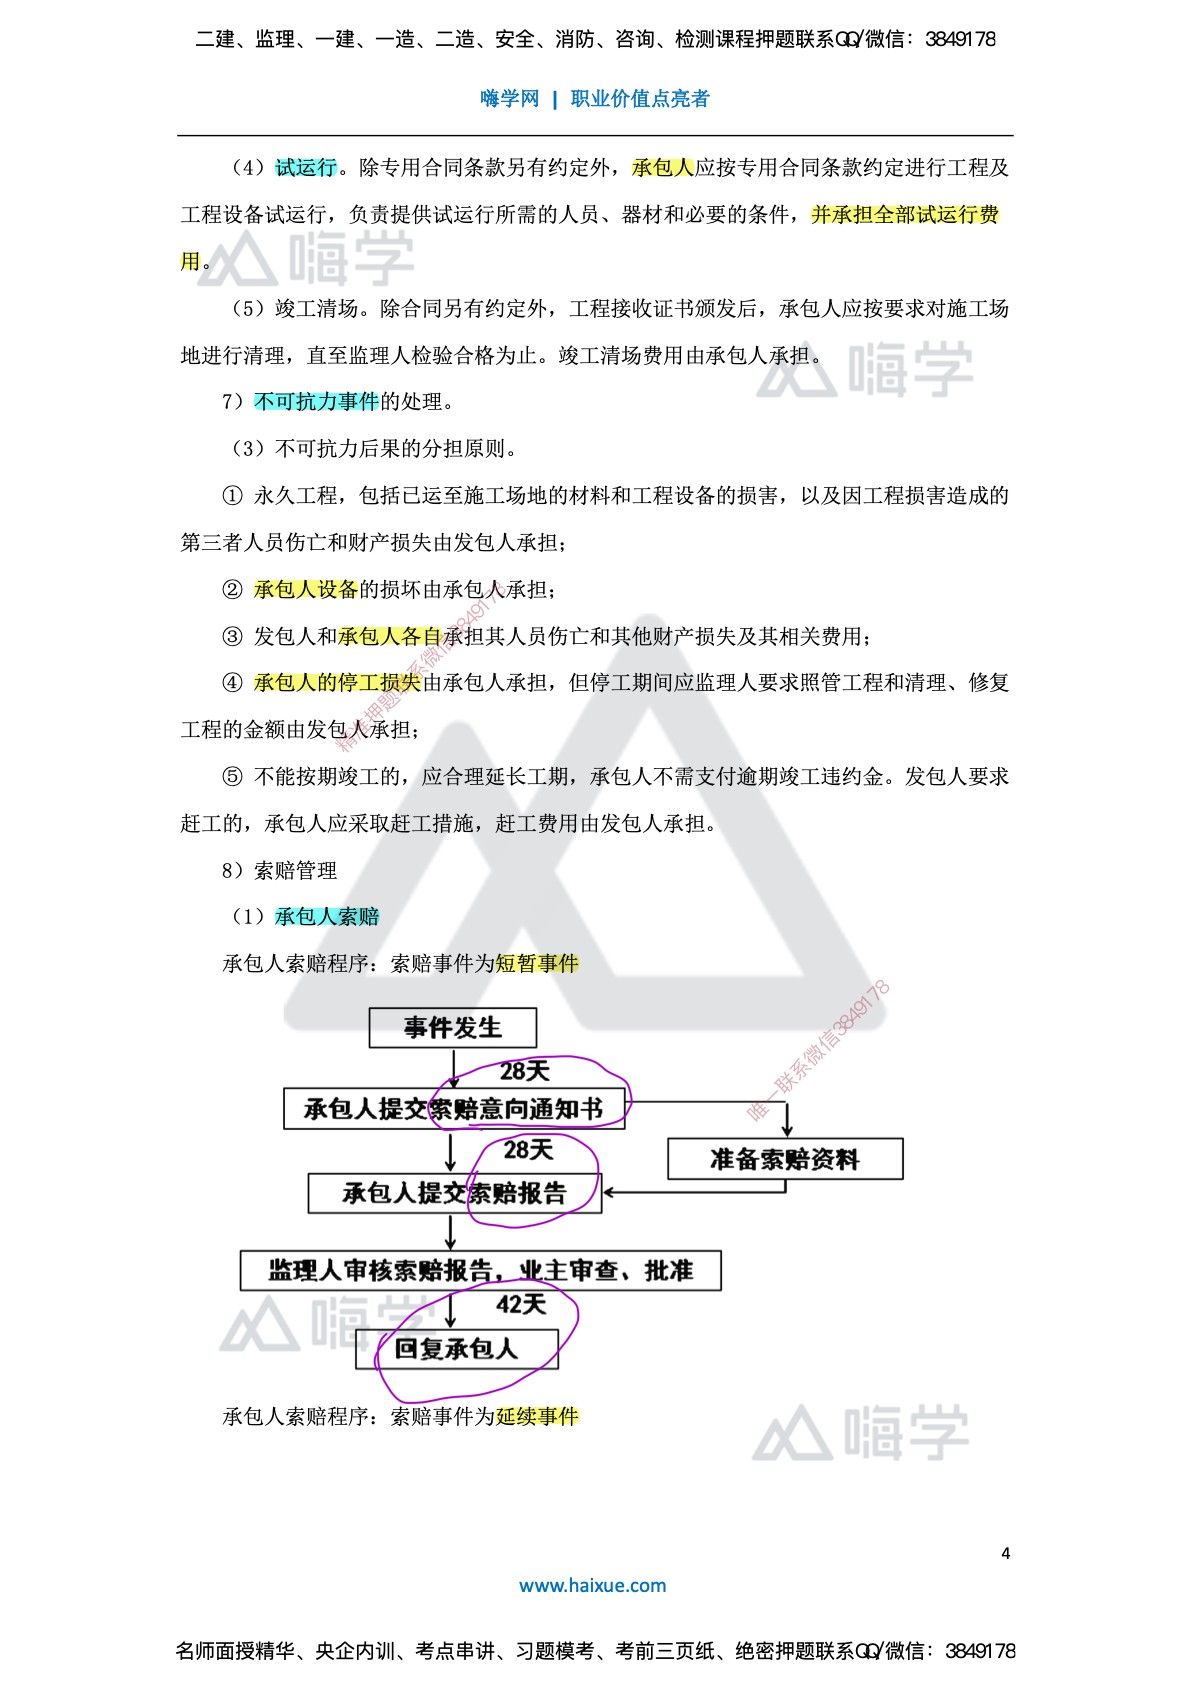 二建、监理、一建、一造、二造、安全、消防、咨询、检测课程押题联系QQ/微信：3849178
嗨学网 | 职业价值点亮者
（4）试运行。除专用合同条款另有约定外，承包人应按专用合同条款约定进行工程及
工程设备试运行，负责提供试运行所需的人员、器材和必要的条件，并承担全部试运行费
用。
嗨学
（5）竣工清场。除合同另有约定外，工程接收证书颁发后，承包人应按要求对施工场
地进行清理，直至监理人检验合格为止。竣工清场费用由承包人承担。
嗨学
7）不可抗力事件的处理。
（3）不可抗力后果的分担原则。
① 永久工程，包括已运至施工场地的材料和工程设备的损害，以及因工程损害造成的
第三者人员伤亡和财产损失由发包人承担；
② 承包人设备的损坏由承包人承担；
③ 发包人和承包人各自承担其人员伤亡和其他财产损失及其相关费用；
④ 承包人的停工损失由承包人承担，但停工期间应监理人要求照管工程和清理、修复
工程的金额由发包人承担；
精准押题联系微信3849178
⑤ 不能按期竣工的，应合理延长工期，承包人不需支付逾期竣工违约金。发包人要求
赶工的，承包人应采取赶工措施，赶工费用由发包人承担。
8）索赔管理
（1）承包人索赔
承包人索赔程序：索赔事件为短暂事件
唯一联系微信3849178
事件发生
28天
承包人提交索赔意向通知书
28天
准备索赔资料
承包人提交索赔报告
监理人审核索赔报告，业主审查、批准
42天
嗨学
回复承包人
承包人索赔程序：索赔事件为延续事件
嗨学
4
www.haixue.com
名师面授精华、央企内训、考点串讲、习题模考、考前三页纸、绝密押题联系QQ/微信：3849178